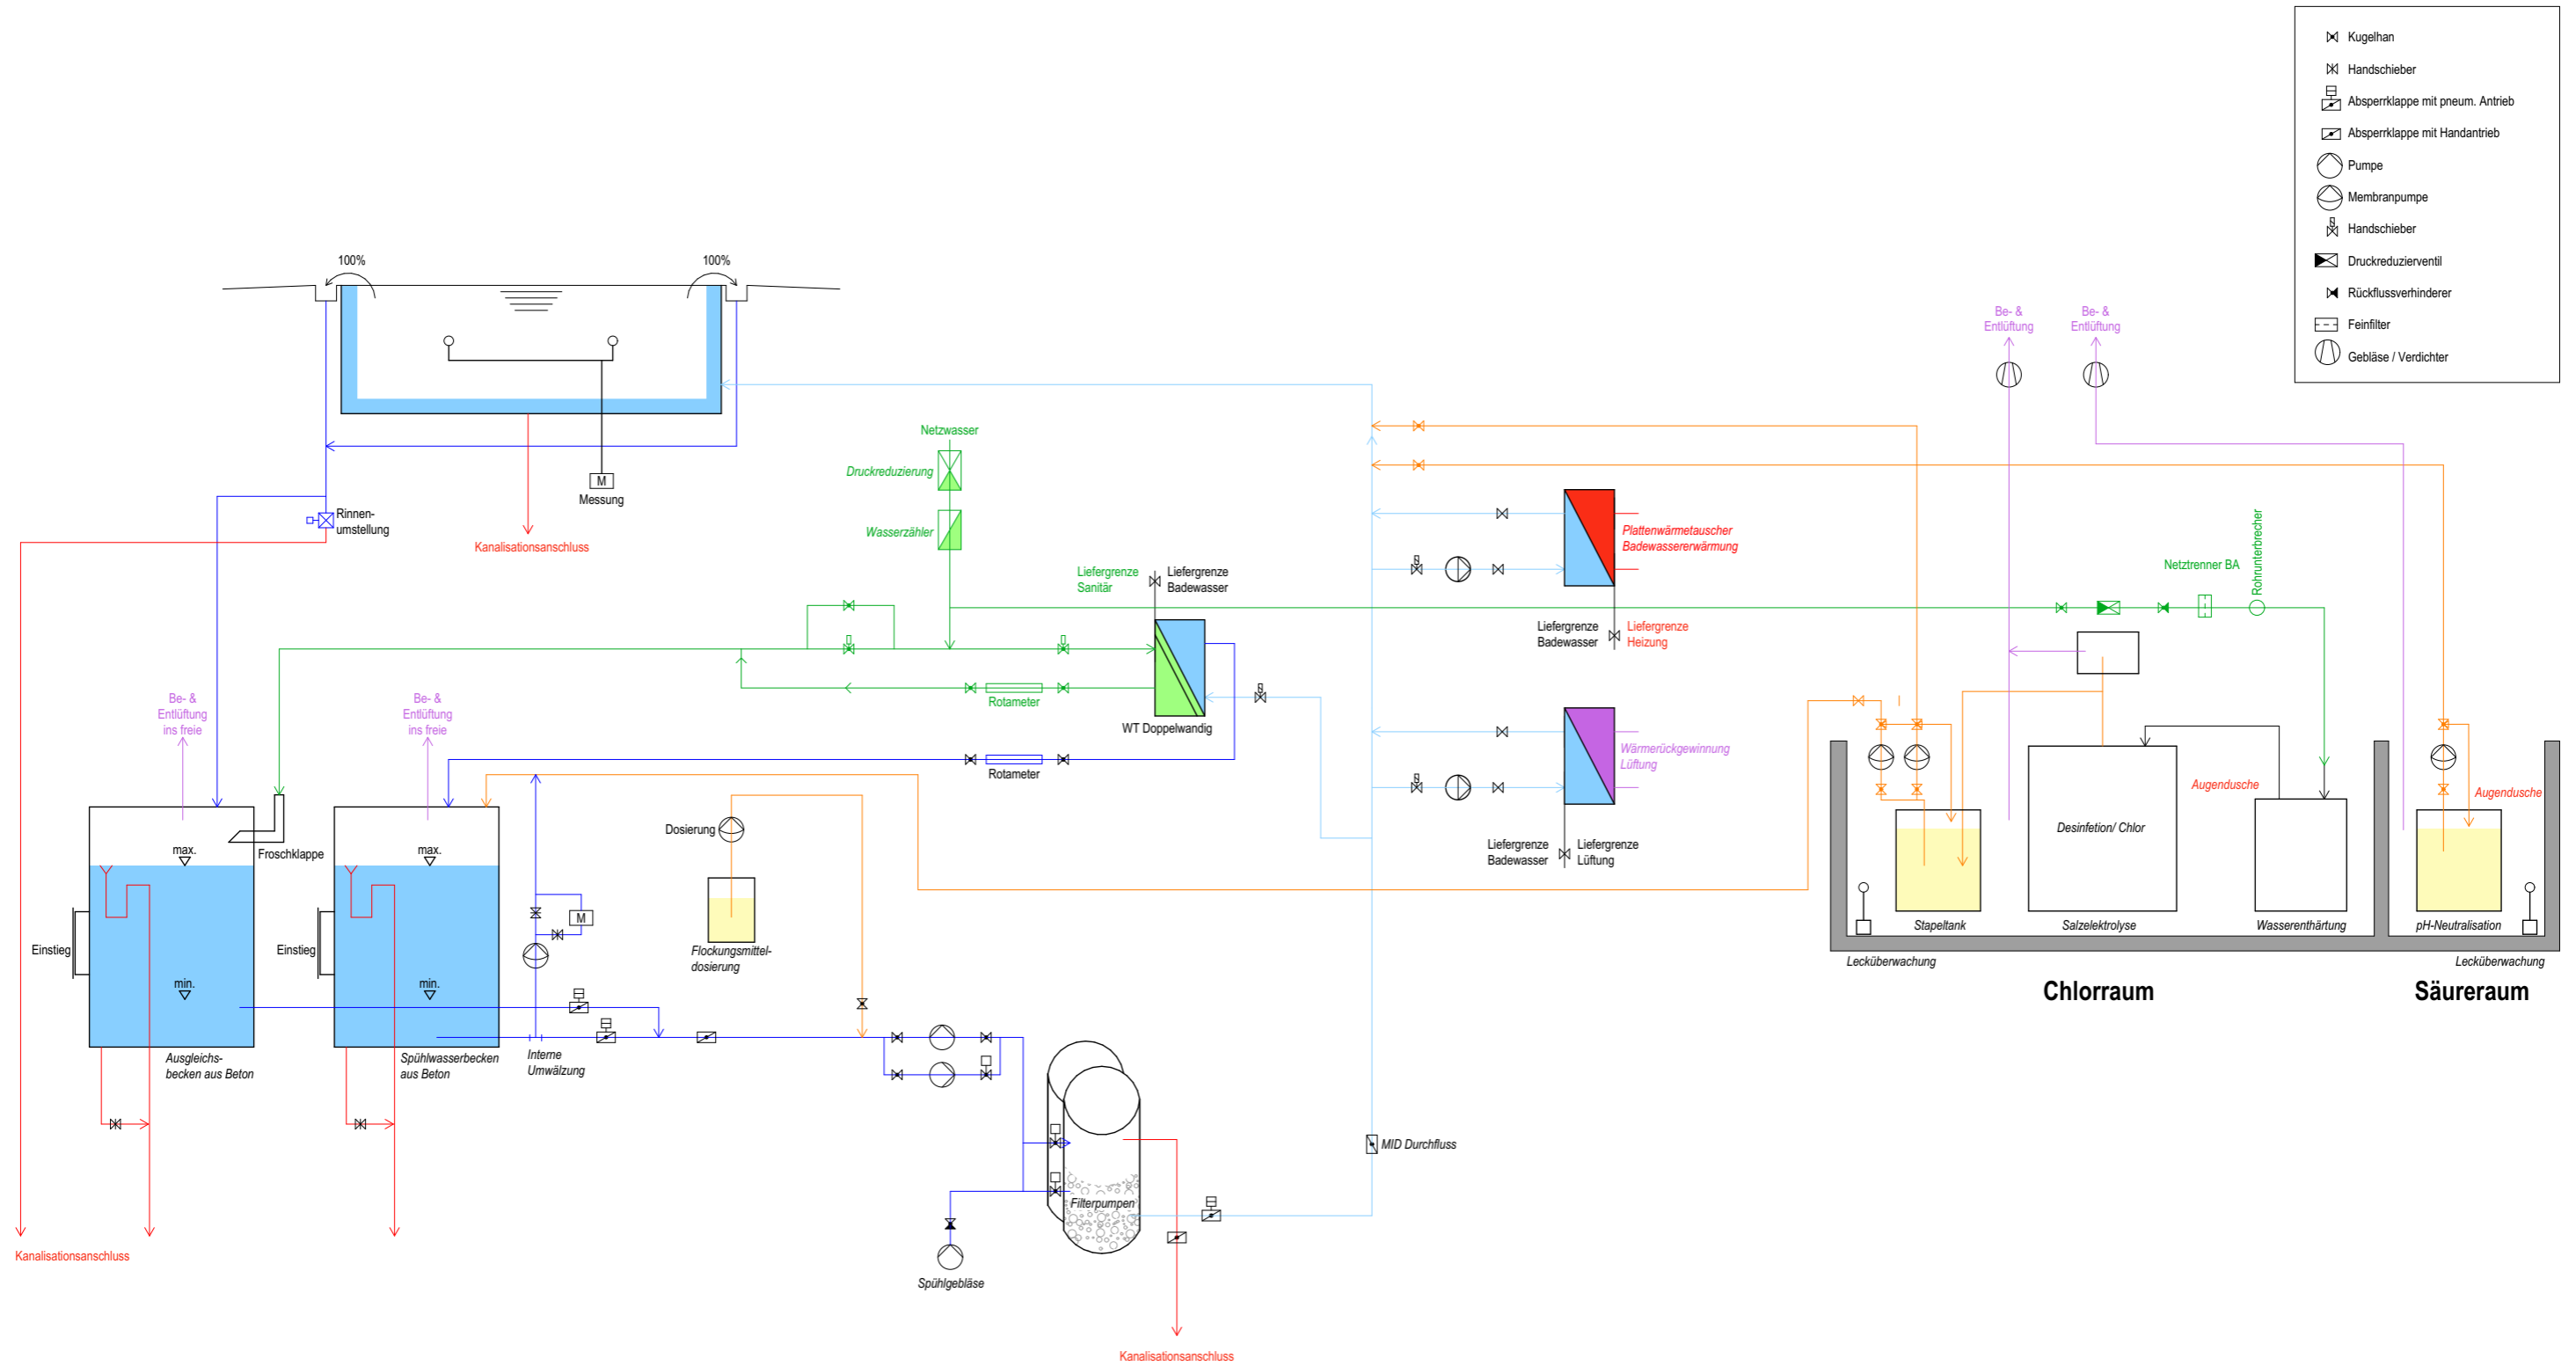 Kugelhan
Handschieber
Absperrklappe mit pneum. Antrieb
Absperrklappe mit Handantrieb
Pumpe
Membranpumpe
Handschieber
Druckreduzierventil
Rückflussverhinderer
Feinfilter
Gebläse / Verdichter
100%
100%
M
Messung
Rinnen-
umstellung
Kanalisationsanschluss
Netzwasser
Druckreduzierung
Wasserzähler
Liefergrenze
Sanitär
Liefergrenze
Badewasser
Rotameter
WT Doppelwandig
Rotameter
Plattenwärmetauscher
Badewassererwärmung
Liefergrenze
Badewasser
Liefergrenze
Heizung
Wärmerückgewinnung
Lüftung
Liefergrenze
Badewasser
Liefergrenze
Lüftung
Be- &
Entlüftung
Be- &
Entlüftung
Netztrenner BA
Rohrunterbrecher
Be- &
Entlüftung
ins freie
Be- &
Entlüftung
ins freie
max.
Froschklappe
max.
Einstieg
Einstieg
min.
min.
M
Dosierung
Flockungsmittel-
dosierung
Ausgleichs-
becken aus Beton
Spühlwasserbecken
aus Beton
Interne
Umwälzung
Filterpumpen
Spühlgebläse
MID Durchfluss
Kanalisationsanschluss
Kanalisationsanschluss
Augendusche
Augendusche
Desinfetion/ Chlor
Stapeltank
Salzelektrolyse
Wasserenthärtung
pH-Neutralisation
Lecküberwachung
Lecküberwachung
Chlorraum
Säureraum